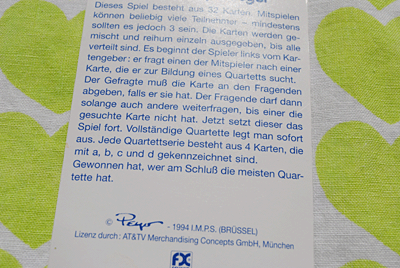 Dieses Spiel besteht aus 32 Karten. Mitspielen
können beliebig viele Teilnehmer – mindestens
sollten es jedoch 3 sein. Die Karten werden ge-
mischt und reihum einzeln ausgegeben, bis alle
verteilt sind. Es beginnt der Spieler links vom Kar-
tengeber: er fragt einen der Mitspieler nach einer
Karte, die er zur Bildung eines Quartetts sucht.
Der Gefragte muß die Karte an den Fragenden
abgeben, falls er sie hat. Der Fragende darf dann
solange auch andere weiterfragen, bis einer die
gesuchte Karte nicht hat. Jetzt setzt dieser das
Spiel fort. Vollständige Quartette legt man sofort
aus. Jede Quartettserie besteht aus 4 Karten, die
mit a, b, c und d gekennzeichnet sind.
Gewonnen hat, wer am Schluß die meisten Quar-
tette hat.
© Peyo - 1994 I.M.P.S. (BRÜSSEL)
Lizenz durch: AT&TV Merchandising Concepts GmbH, München
FX